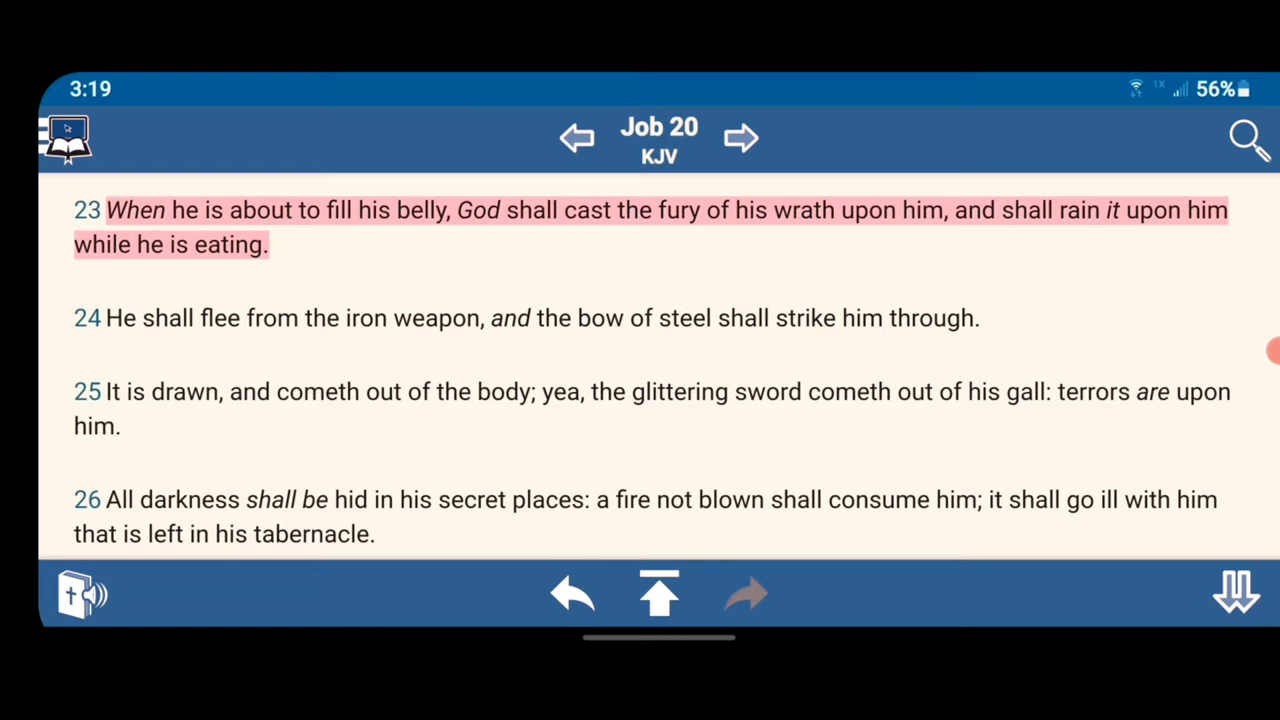 3:19
1X 56%
Job 20
KJV
23 When he is about to fill his belly, God shall cast the fury of his wrath upon him, and shall rain it upon him
while he is eating.
24 He shall flee from the iron weapon, and the bow of steel shall strike him through.
25 It is drawn, and cometh out of the body; yea, the glittering sword cometh out of his gall: terrors are upon
him.
26 All darkness shall be hid in his secret places: a fire not blown shall consume him; it shall go ill with him
that is left in his tabernacle.